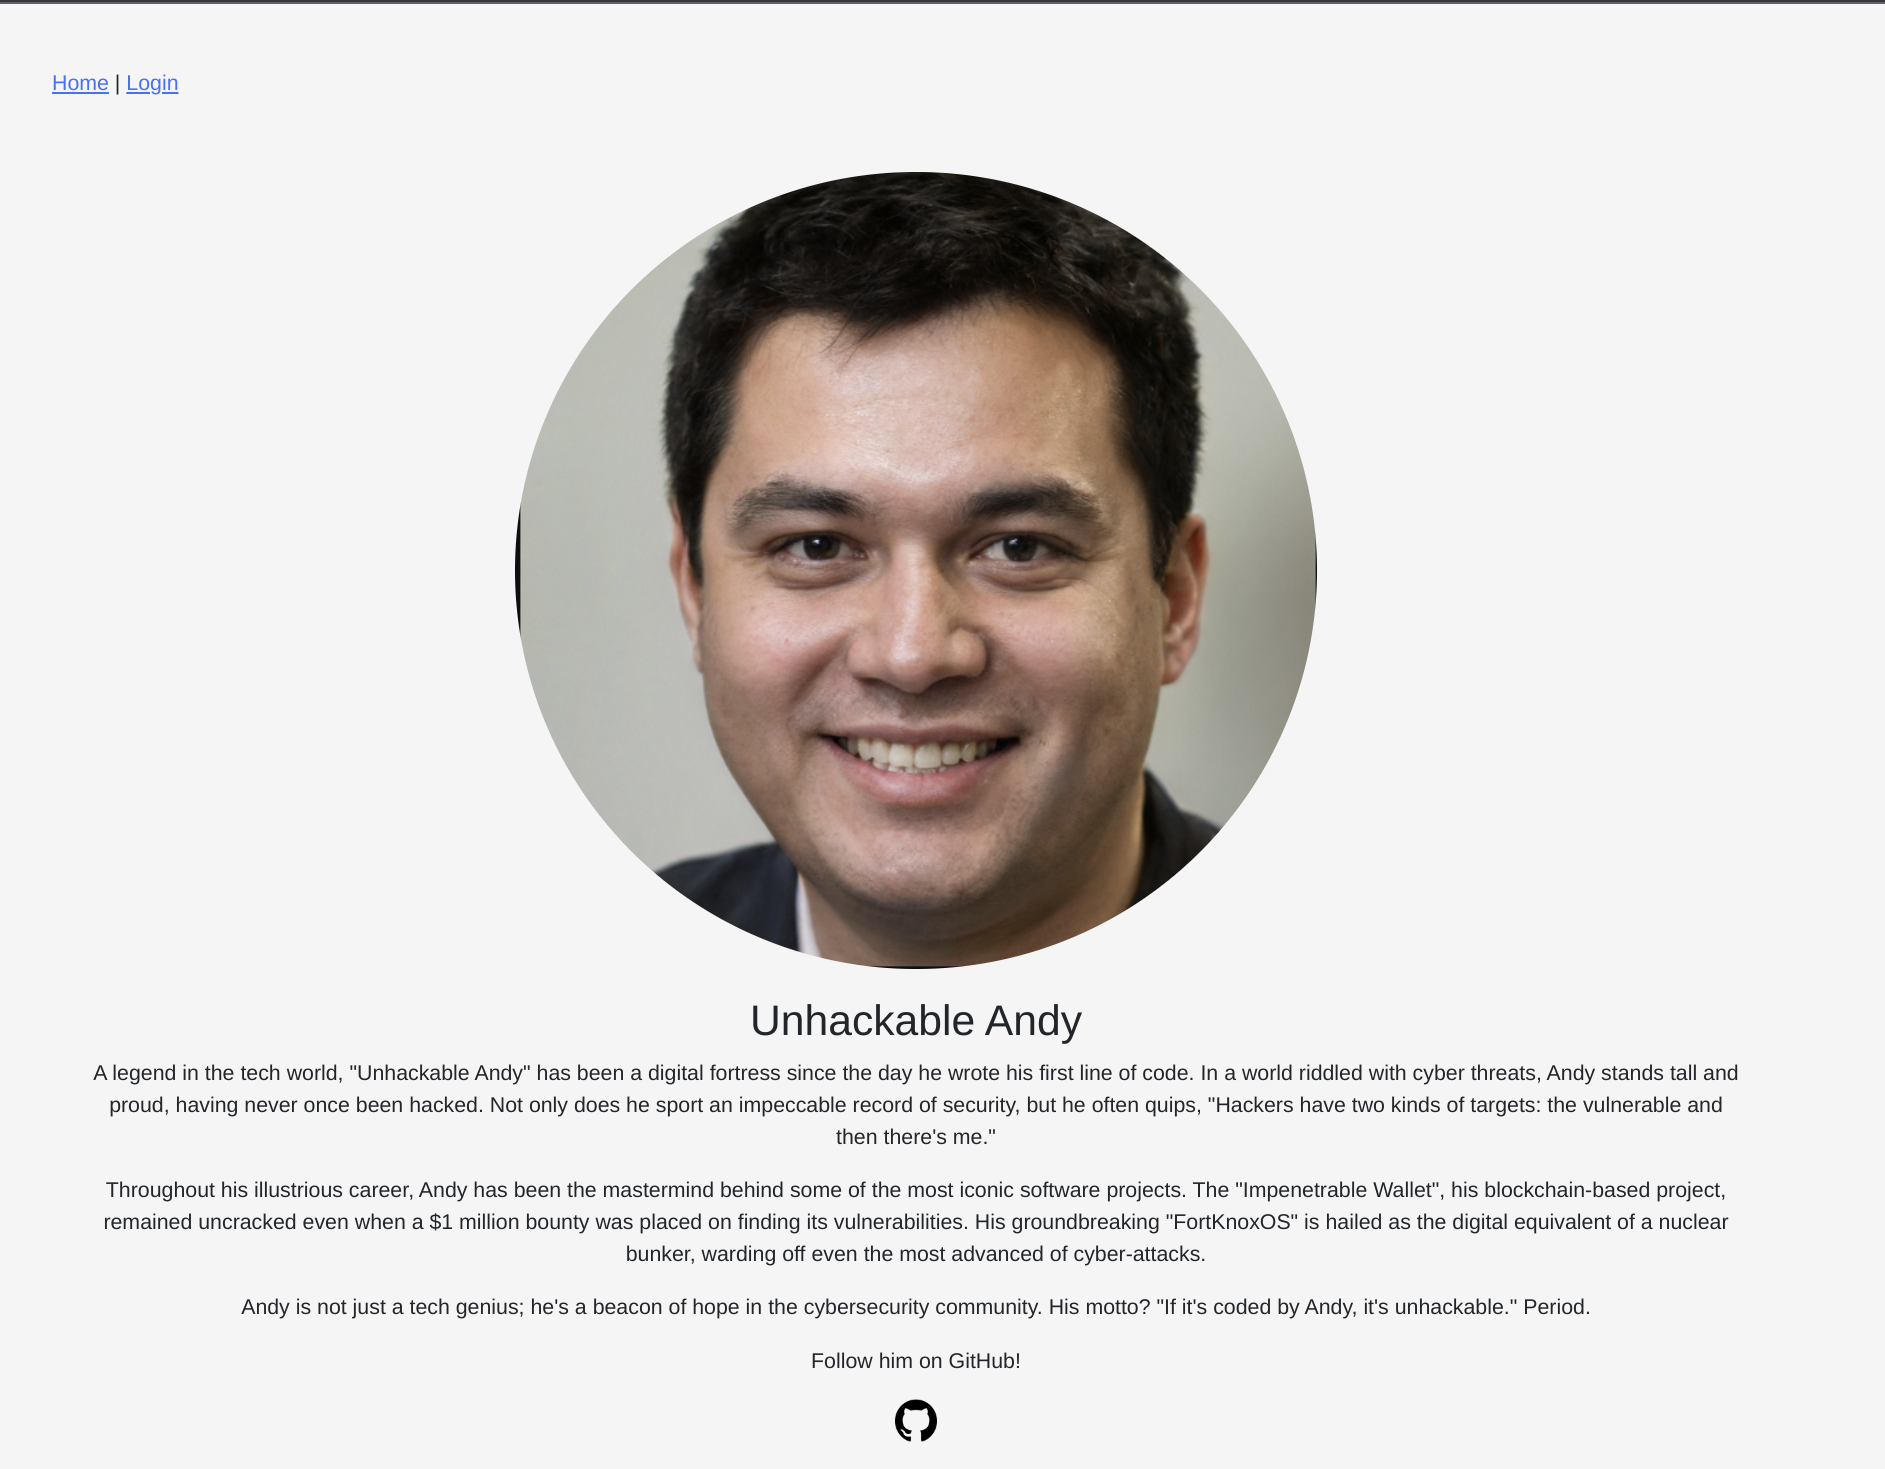 Home | Login
Unhackable Andy
A legend in the tech world, "Unhackable Andy" has been a digital fortress since the day he wrote his first line of code. In a world riddled with cyber threats, Andy stands tall and
proud, having never once been hacked. Not only does he sport an impeccable record of security, but he often quips, "Hackers have two kinds of targets: the vulnerable and
then there's me."
Throughout his illustrious career, Andy has been the mastermind behind some of the most iconic software projects. The "Impenetrable Wallet", his blockchain-based project,
remained uncracked even when a $1 million bounty was placed on finding its vulnerabilities. His groundbreaking "FortKnoxOS" is hailed as the digital equivalent of a nuclear
bunker, warding off even the most advanced of cyber-attacks.
Andy is not just a tech genius; he's a beacon of hope in the cybersecurity community. His motto? "If it's coded by Andy, it's unhackable." Period.
Follow him on GitHub!